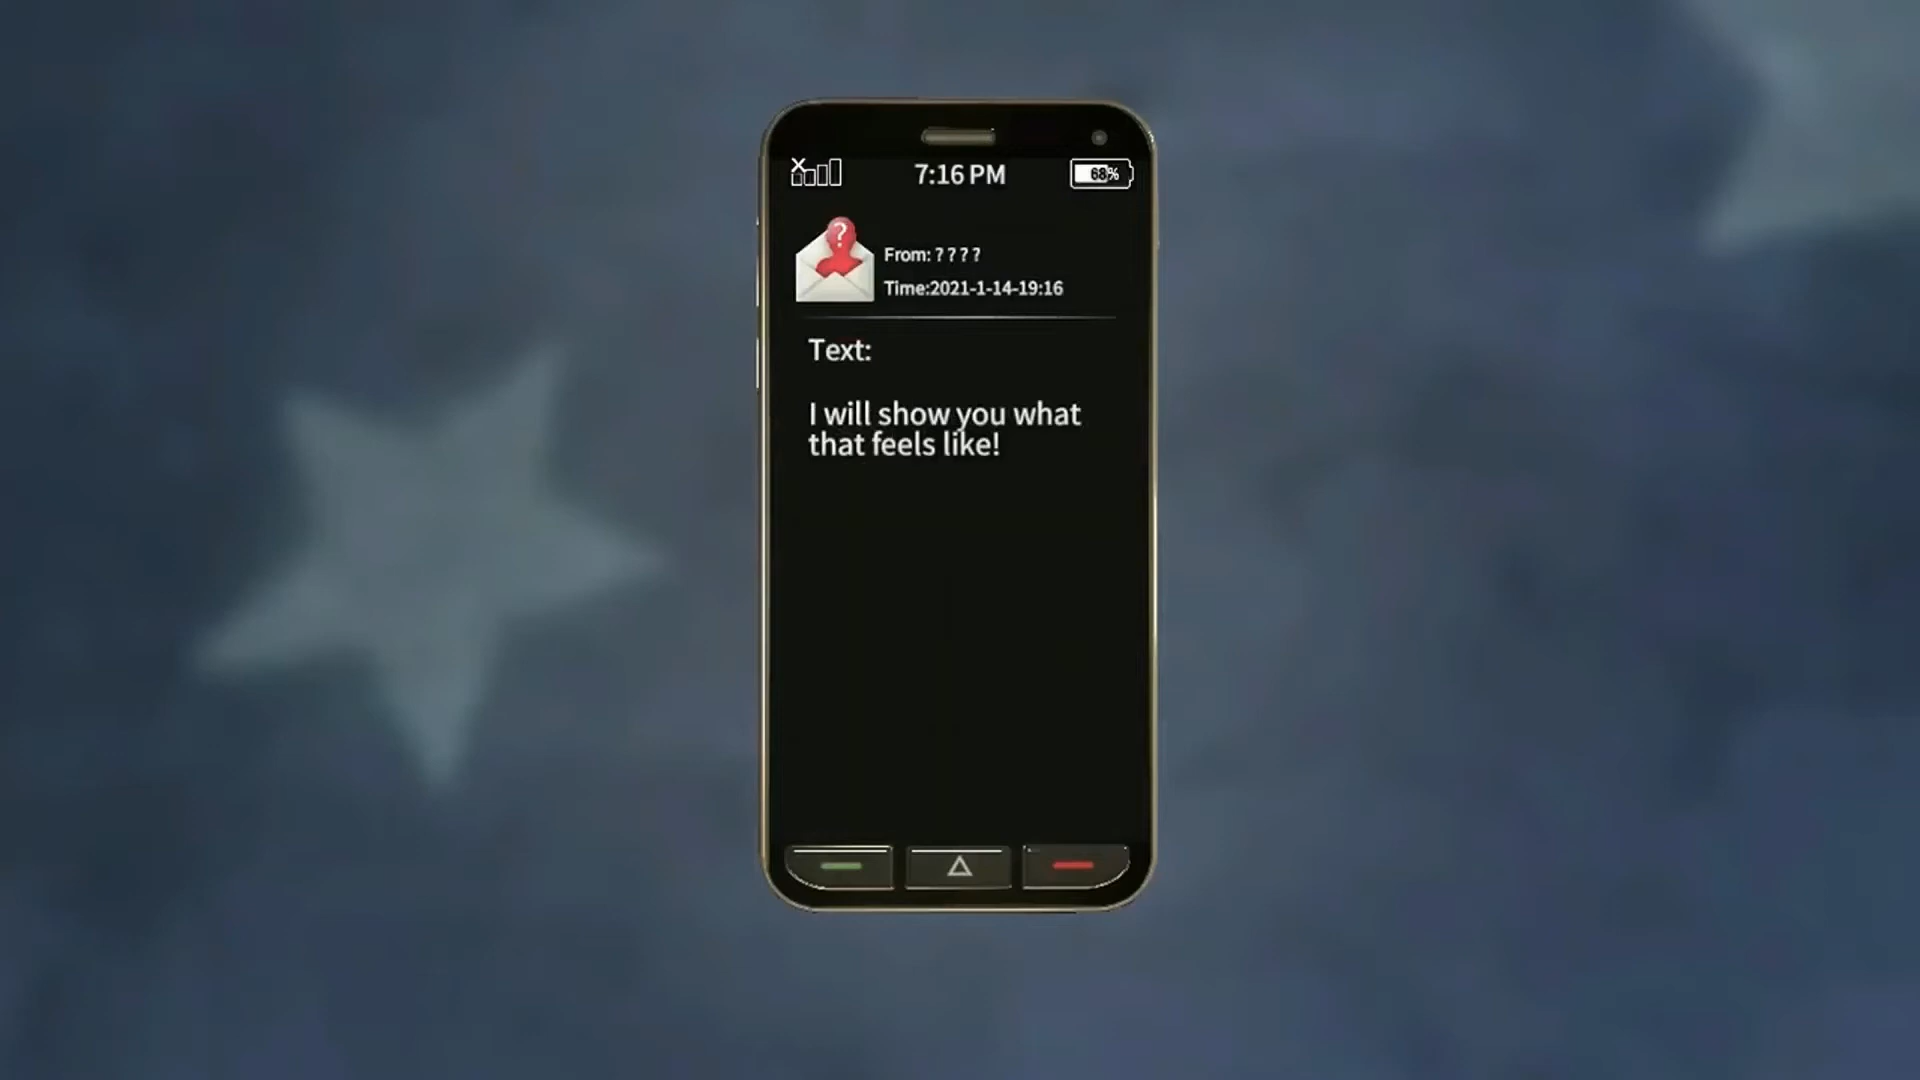 7:16 PM
68%
?
From: ? ? ? ?
Time:2021-1-14-19:16
Text:
I will show you what
that feels like!